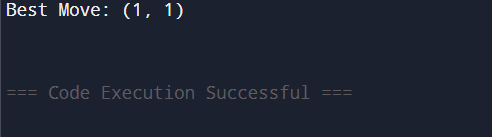 Best Move: (1, 1)
=== Code Execution Successful ===